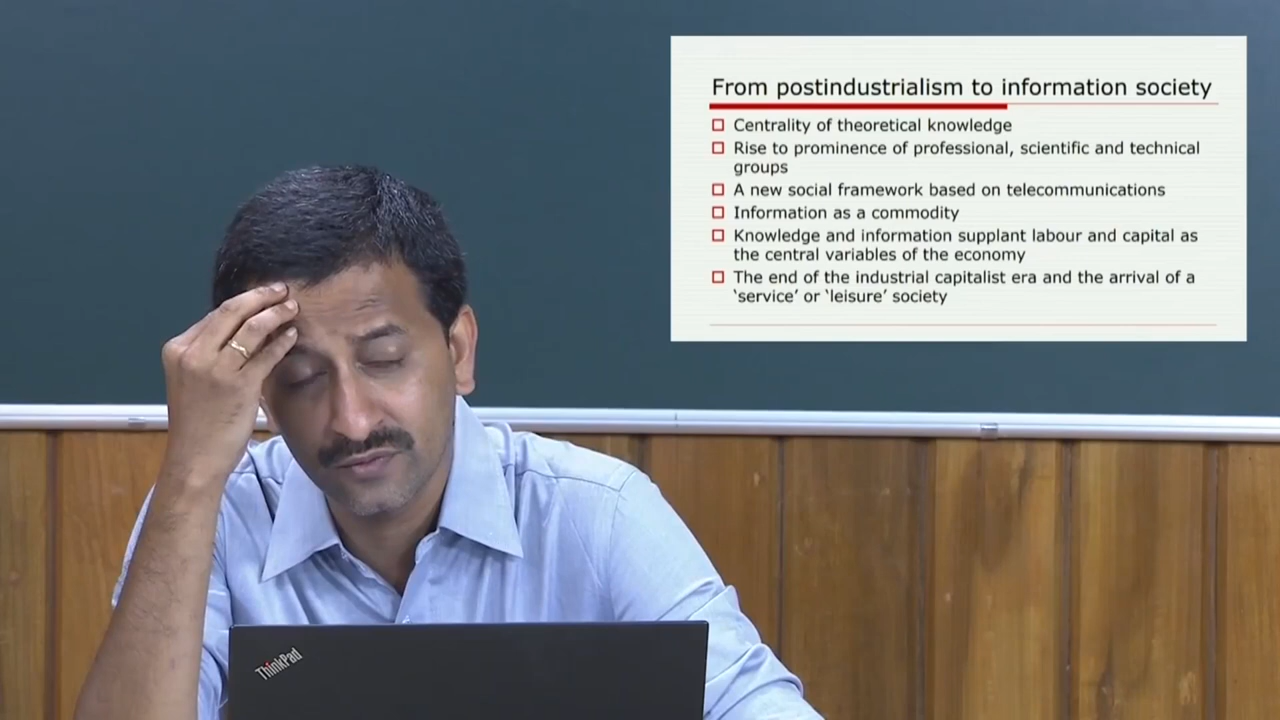 From postindustrialism to information society
Centrality of theoretical knowledge
Rise to prominence of professional, scientific and technical
groups
A new social framework based on telecommunications
Information as a commodity
Knowledge and information supplant labour and capital as
the central variables of the economy
The end of the industrial capitalist era and the arrival of a
‘service’ or ‘leisure’ society
ThinkPad